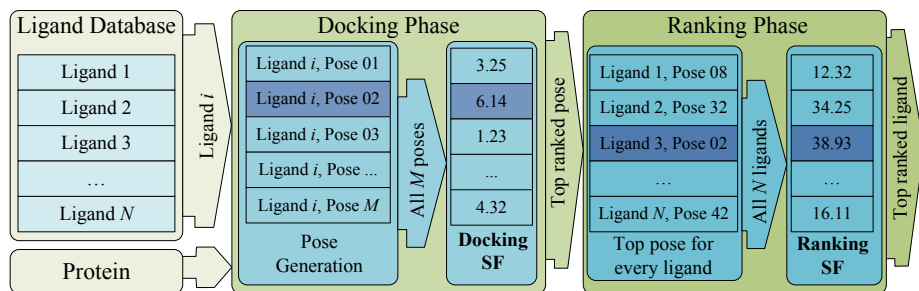 Ligand Database
Ligand 1
Ligand 2
Ligand 3
...
Ligand N
Protein
Ligand i
Docking Phase
Ligand i, Pose 01
Ligand i, Pose 02
Ligand i, Pose 03
Ligand i, Pose ...
Ligand i, Pose M
Pose
Generation
All M poses
3.25
6.14
1.23
...
4.32
Docking
SF
Top ranked pose
Ranking Phase
Ligand 1, Pose 08
Ligand 2, Pose 32
Ligand 3, Pose 02
...
Ligand N, Pose 42
Top pose for
every ligand
All N ligands
12.32
34.25
38.93
...
16.11
Ranking
SF
Top ranked ligand